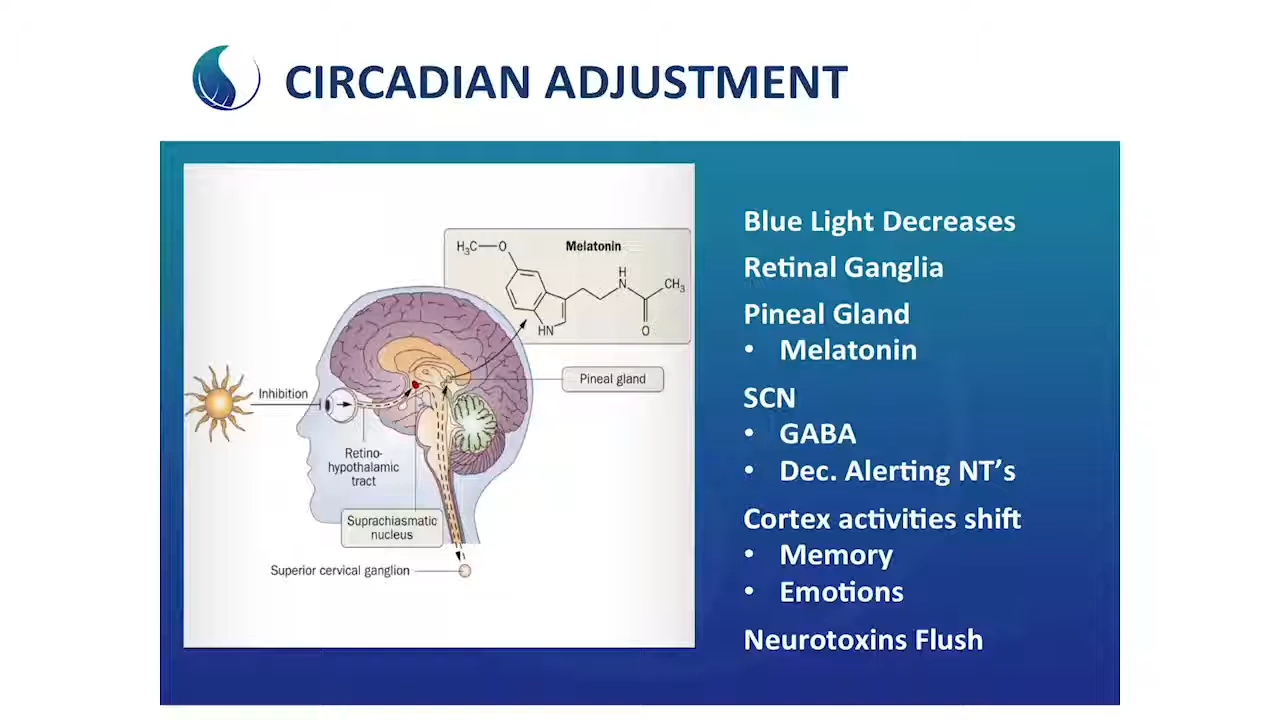 CIRCADIAN ADJUSTMENT
H₃C
O
Melatonin
H
N
CH₃
HN
O
Pineal gland
Inhibition
Retino-
hypothalamic
tract
Suprachiasmatic
nucleus
Superior cervical ganglion
Blue Light Decreases
Retinal Ganglia
Pineal Gland
• Melatonin
SCN
• GABA
• Dec. Alerting NT’s
Cortex activities shift
• Memory
• Emotions
Neurotoxins Flush